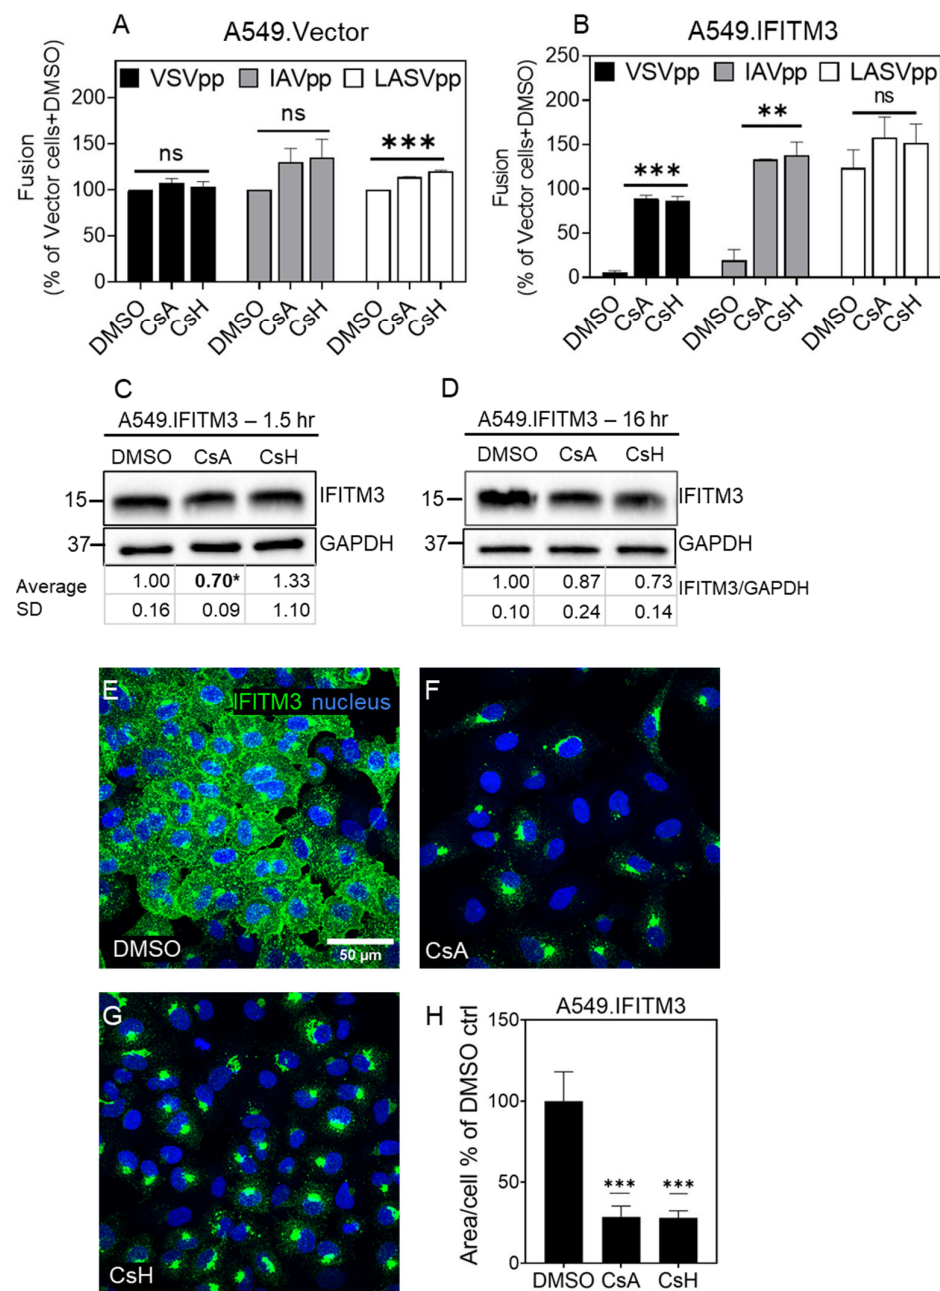 A
A549.Vector
VSVpp IAVpp LASVpp
Fusion
(% of Vector cells+DMSO)
200
150
100
50
0
ns
ns
***
DMSO CsA CsH DMSO CsA CsH DMSO CsA CsH
B
A549.IFITM3
VSVpp IAVpp LASVpp
Fusion
(% of Vector cells+DMSO)
250
200
150
100
50
0
***
**
ns
DMSO CsA CsH DMSO CsA CsH DMSO CsA CsH
C
A549.IFITM3 – 1.5 hr
DMSO CsA CsH
15 IFITM3
37 GAPDH
Average 1.00 0.70* 1.33
SD 0.16 0.09 1.10
D
A549.IFITM3 – 16 hr
DMSO CsA CsH
15 IFITM3
37 GAPDH
1.00 0.87 0.73 IFITM3/GAPDH
0.10 0.24 0.14
E
IFITM3 nucleus
DMSO
50 µm
F
CsA
G
CsH
H
A549.IFITM3
Area/cell % of DMSO ctrl
150
100
50
0
*** ***
DMSO CsA CsH